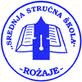 •SREDNJA STRUČNA ŠKOLA•
ROŽAJE